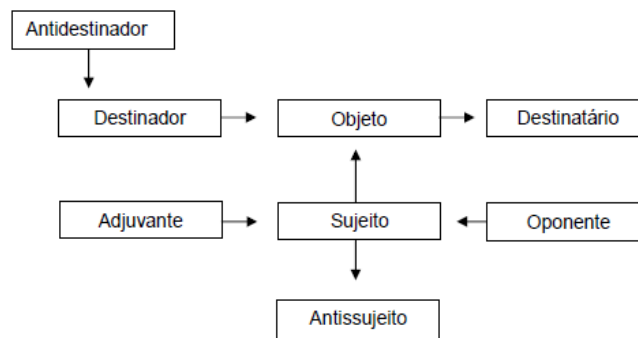 Antidestinador
Destinador
Objeto
Destinatário
Adjuvante
Sujeito
Oponente
Antissujeito